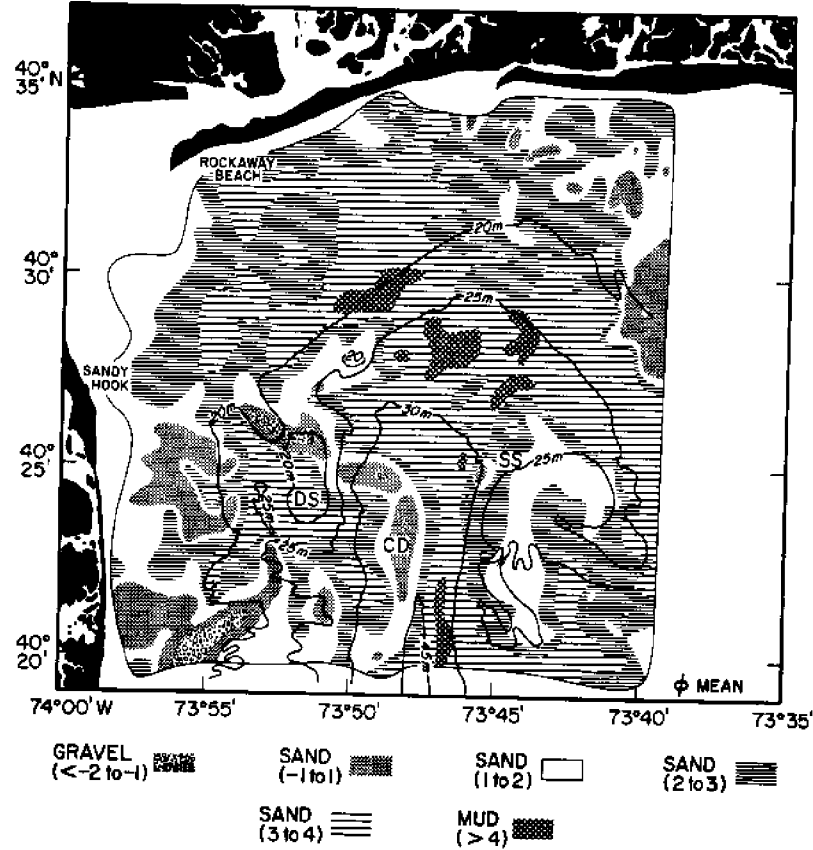 40°
35' N
ROCKAWAY
BEACH
20m
40°
30'
25m
SANDY
HOOK
30m
40°
25'
20m
SS
25m
DS
25m
CD
25m
40°
20'
45m
ϕ MEAN
74°00' W
73°55'
73°50'
73°45'
73°40'
73°35'
GRAVEL
(<-2 to -1)
SAND
(-1 to 1)
SAND
(1 to 2)
SAND
(2 to 3)
SAND
(3 to 4)
MUD
(>4)